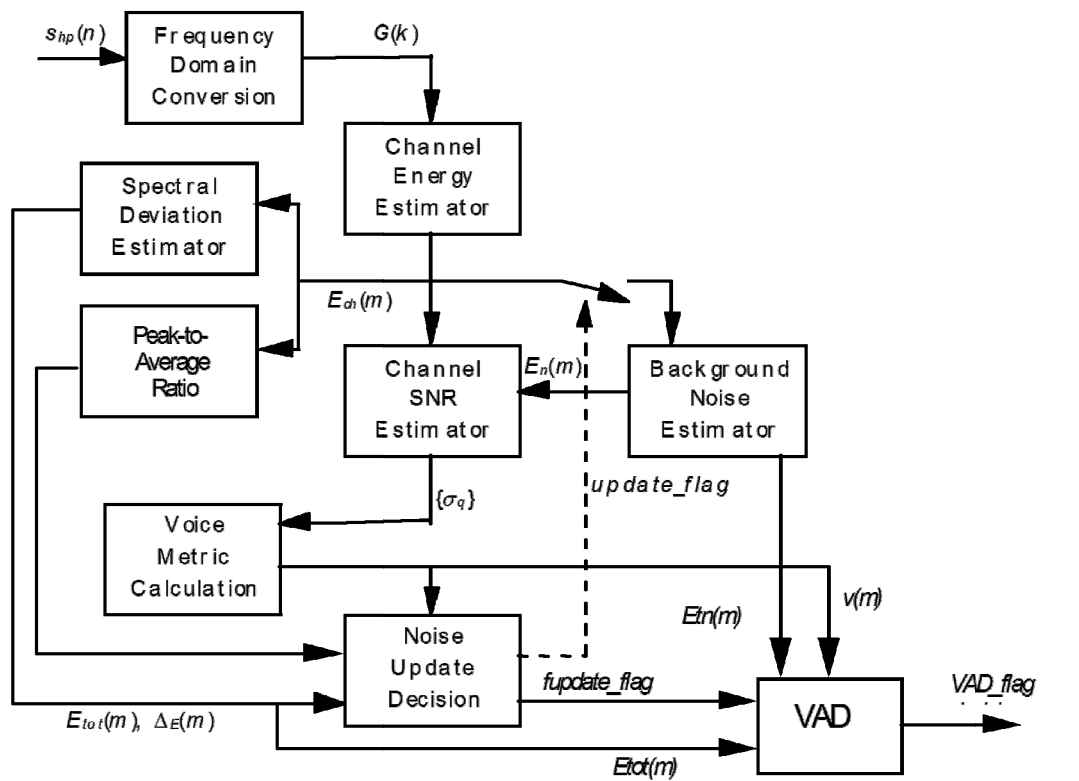 s_hp(n)
Frequency
Domain
Conversion
G(k)
Channel
Energy
Estimator
Spectral
Deviation
Estimator
E_ch(m)
Peak-to-
Average
Ratio
Channel
SNR
Estimator
E_n(m)
Background
Noise
Estimator
update_flag
{σ_q}
Voice
Metric
Calculation
Etn(m)
v(m)
Noise
Update
Decision
fupdate_flag
VAD
VAD_flag
E_tot(m), Δ_E(m)
Etot(m)